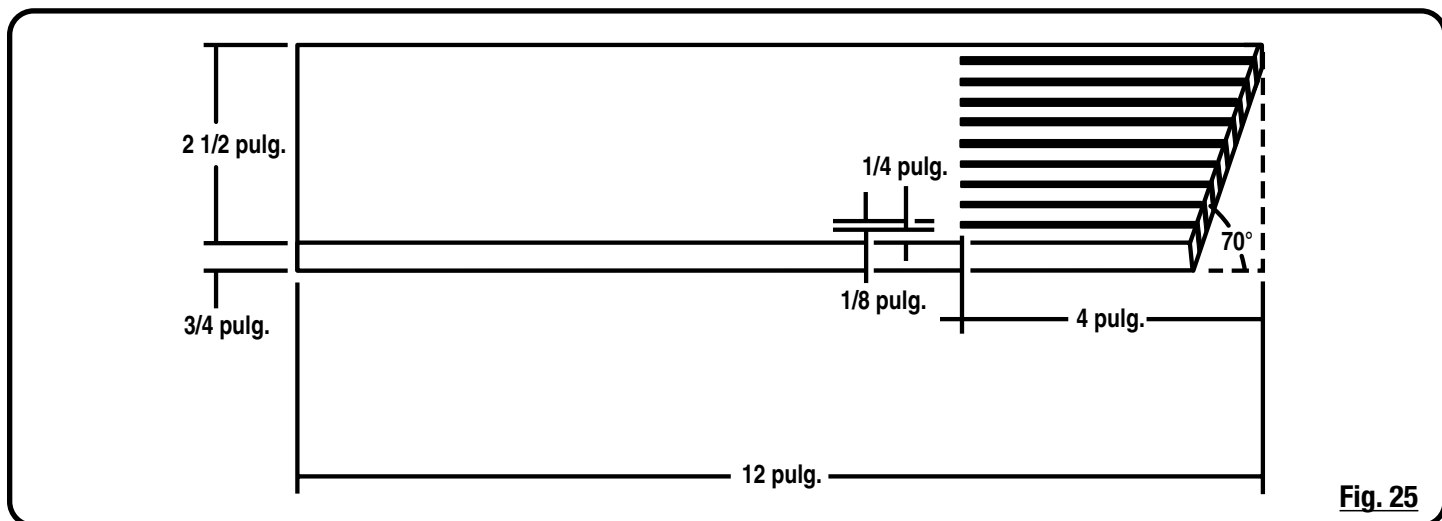 2 1/2 pulg.
1/4 pulg.
70°
1/8 pulg.
3/4 pulg.
4 pulg.
12 pulg.
Fig. 25